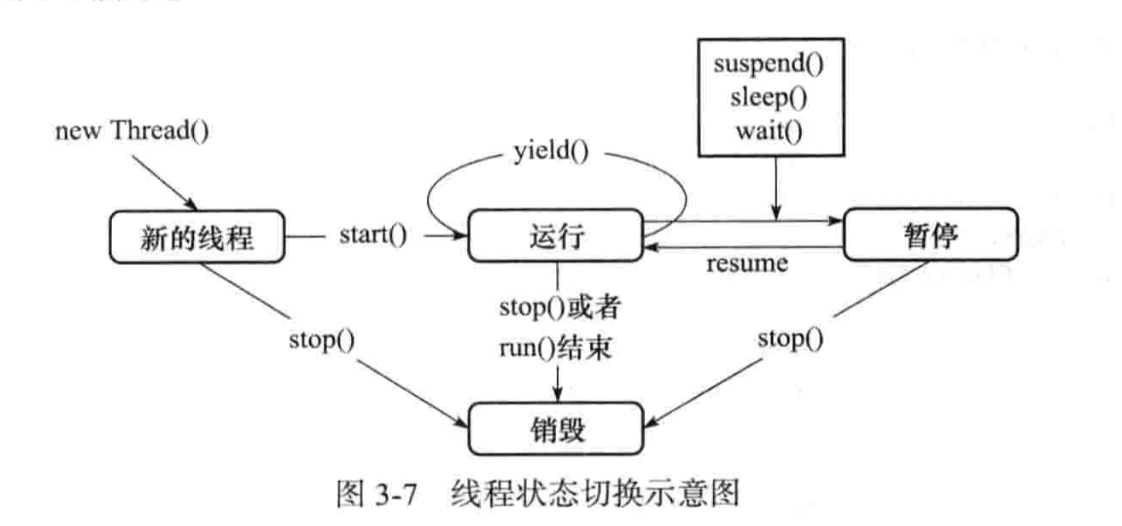 suspend()
sleep()
wait()
new Thread()
yield()
新的线程
start()
运行
暂停
resume
stop()或者
run()结束
stop()
stop()
销毁
图 3-7 线程状态切换示意图